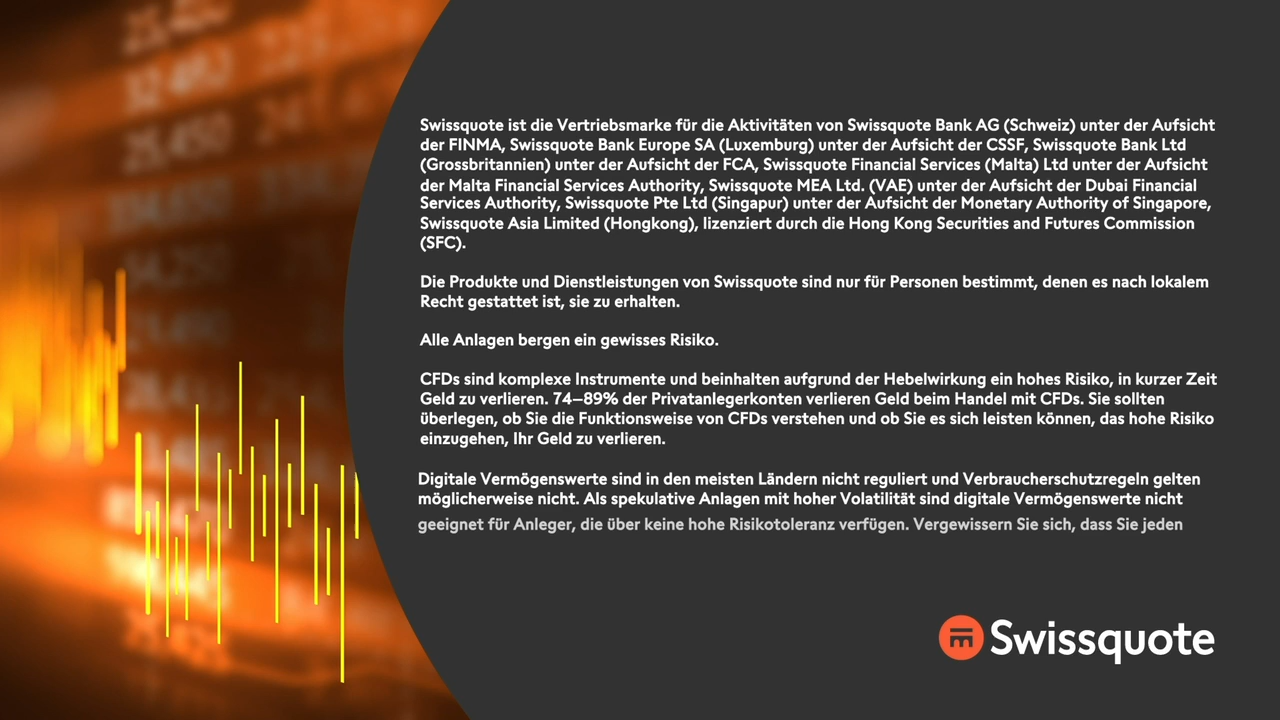 Swissquote ist die Vertriebsmarke für die Aktivitäten von Swissquote Bank AG (Schweiz) unter der Aufsicht
der FINMA, Swissquote Bank Europe SA (Luxemburg) unter der Aufsicht der CSSF, Swissquote Bank Ltd
(Grossbritannien) unter der Aufsicht der FCA, Swissquote Financial Services (Malta) Ltd unter der Aufsicht
der Malta Financial Services Authority, Swissquote MEA Ltd. (VAE) unter der Aufsicht der Dubai Financial
Services Authority, Swissquote Pte Ltd (Singapur) unter der Aufsicht der Monetary Authority of Singapore,
Swissquote Asia Limited (Hongkong), lizenziert durch die Hong Kong Securities and Futures Commission
(SFC).
Die Produkte und Dienstleistungen von Swissquote sind nur für Personen bestimmt, denen es nach lokalem
Recht gestattet ist, sie zu erhalten.
Alle Anlagen bergen ein gewisses Risiko.
CFDs sind komplexe Instrumente und beinhalten aufgrund der Hebelwirkung ein hohes Risiko, in kurzer Zeit
Geld zu verlieren. 74–89% der Privatanlegerkonten verlieren Geld beim Handel mit CFDs. Sie sollten
überlegen, ob Sie die Funktionsweise von CFDs verstehen und ob Sie es sich leisten können, das hohe Risiko
einzugehen, Ihr Geld zu verlieren.
Digitale Vermögenswerte sind in den meisten Ländern nicht reguliert und Verbraucherschutzregeln gelten
möglicherweise nicht. Als spekulative Anlagen mit hoher Volatilität sind digitale Vermögenswerte nicht
geeignet für Anleger, die über keine hohe Risikotoleranz verfügen. Vergewissern Sie sich, dass Sie jeden
Swissquote